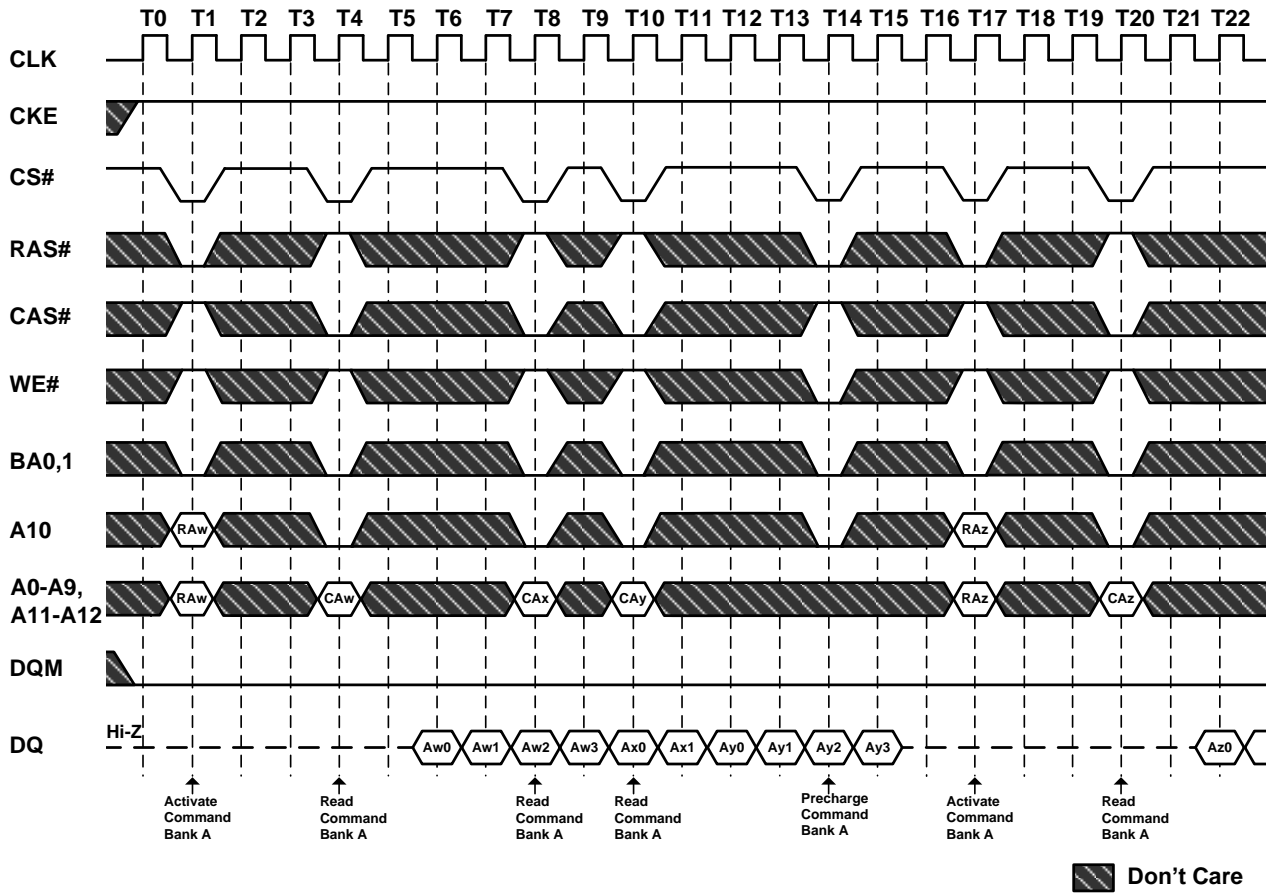 T0 T1 T2 T3 T4 T5 T6 T7 T8 T9 T10 T11 T12 T13 T14 T15 T16 T17 T18 T19 T20 T21 T22
CLK
CKE
CS#
RAS#
CAS#
WE#
BA0,1
A10 RAw RAz
A0-A9,
A11-A12 RAw CAw CAx CAy RAz CAz
DQM
Hi-Z
DQ Aw0 Aw1 Aw2 Aw3 Ax0 Ax1 Ay0 Ay1 Ay2 Ay3 Az0
Activate
Command
Bank A
Read
Command
Bank A
Read
Command
Bank A
Read
Command
Bank A
Precharge
Command
Bank A
Activate
Command
Bank A
Read
Command
Bank A
Don't Care